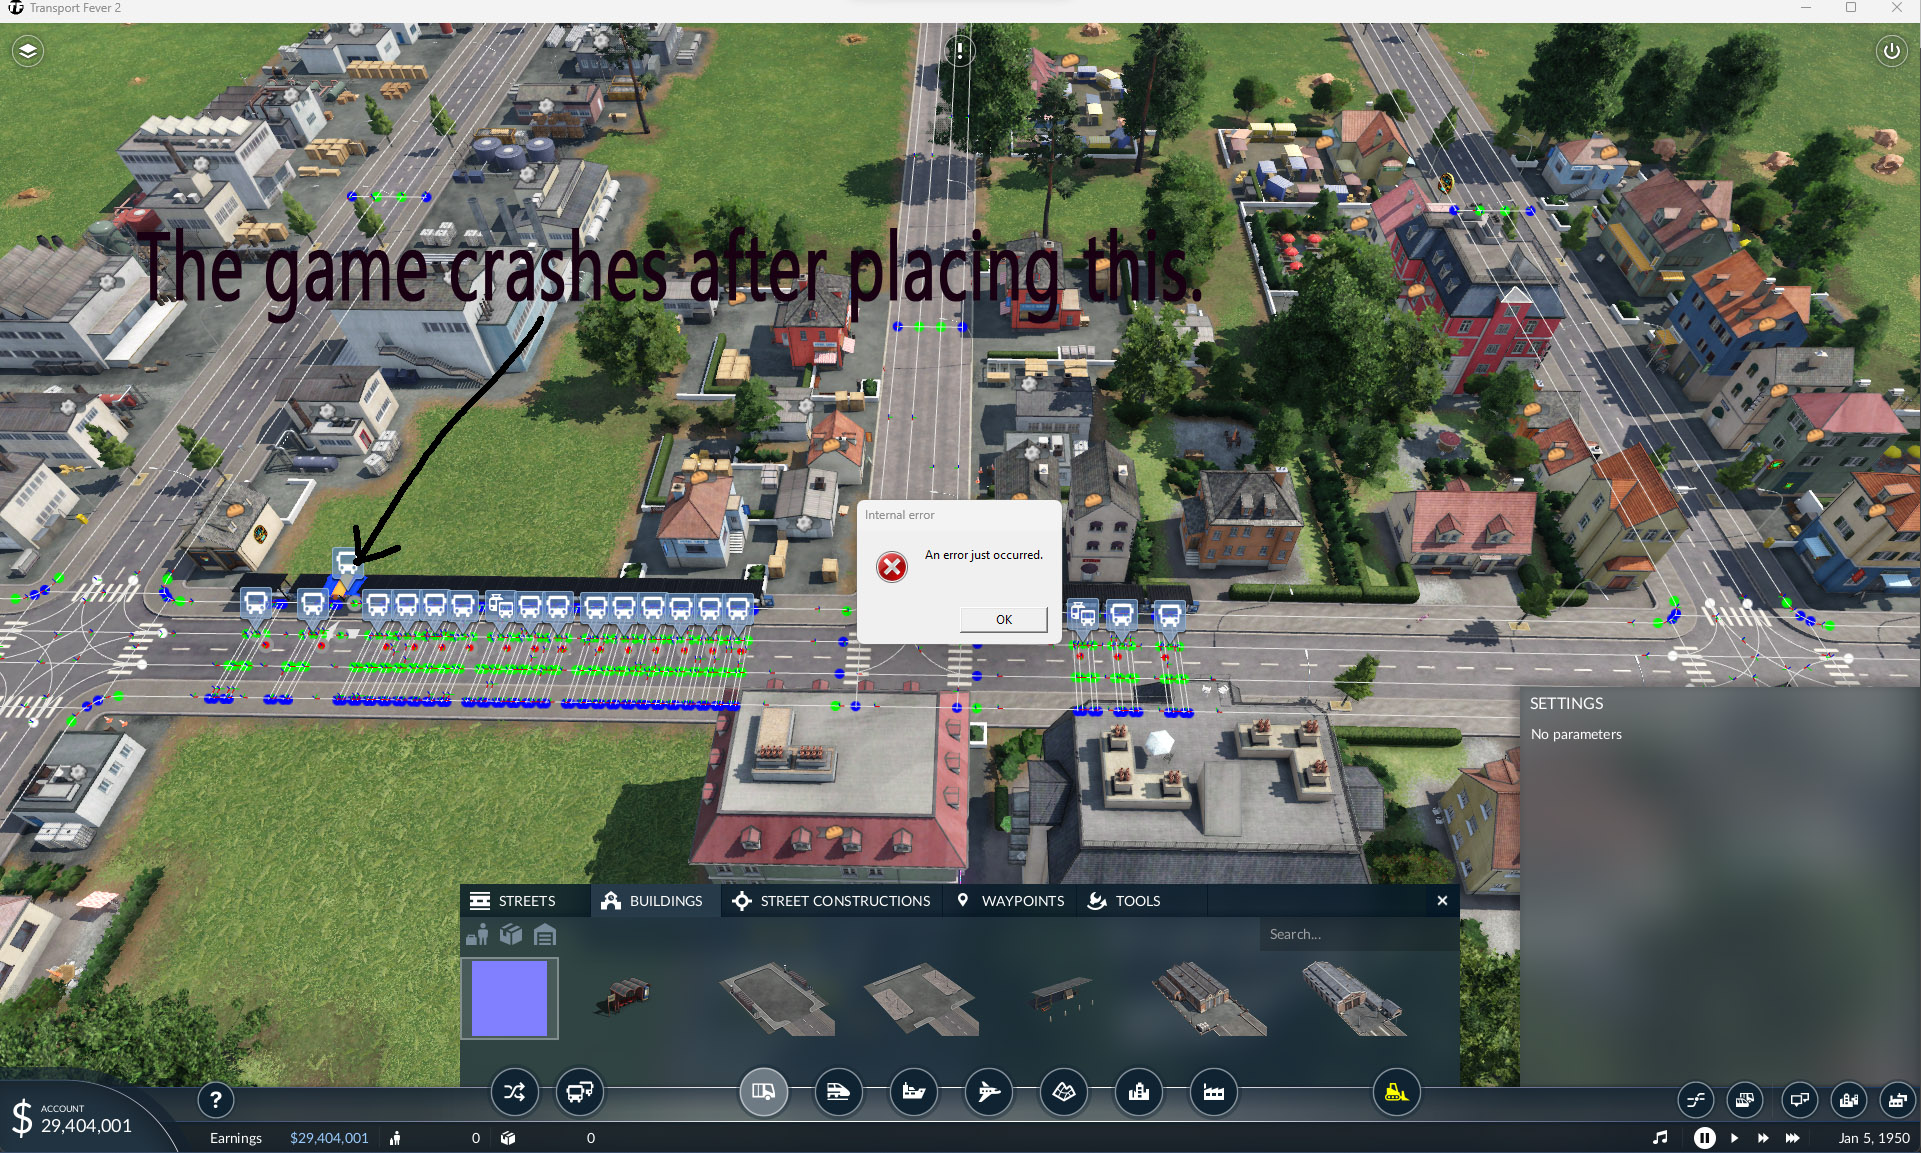 Transport Fever 2
The game crashes after placing this.
Internal error
An error just occurred.
OK
SETTINGS
No parameters
STREETS
BUILDINGS
STREET CONSTRUCTIONS
WAYPOINTS
TOOLS
Search...
?
$
ACCOUNT
29,404,001
Earnings
$29,404,001
0
0
Jan 5, 1950